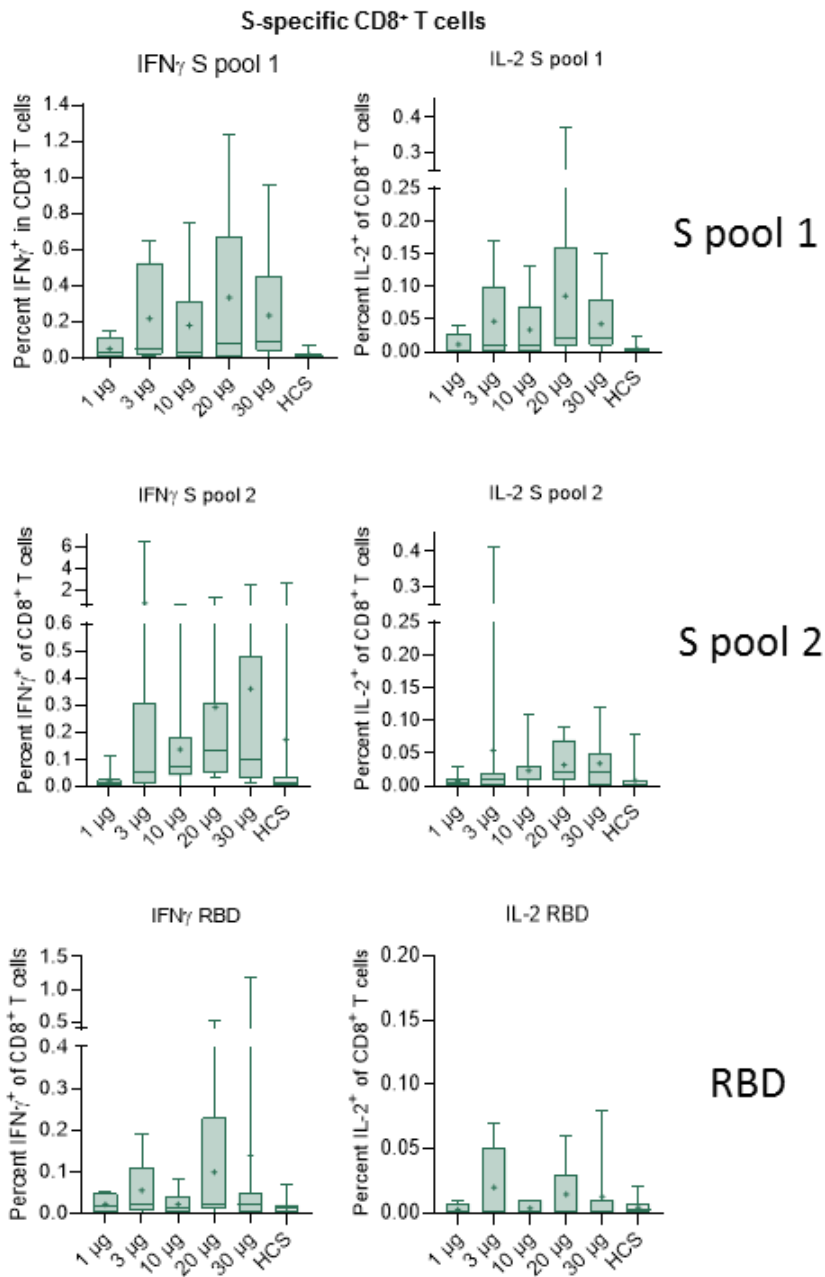 S-specific CD8⁺ T cells
IFNγ S pool 1
IL-2 S pool 1
Percent IFNγ⁺ in CD8⁺ T cells
1.4
1.2
1.0
0.8
0.6
0.4
0.2
0.0
1 µg
3 µg
10 µg
20 µg
30 µg
HCS
Percent IL-2⁺ of CD8⁺ T cells
0.4
0.3
0.25
0.20
0.15
0.10
0.05
0.00
1 µg
3 µg
10 µg
20 µg
30 µg
HCS
S pool 1
IFNγ S pool 2
IL-2 S pool 2
Percent IFNγ⁺ of CD8⁺ T cells
6
4
2
0.6
0.5
0.4
0.3
0.2
0.1
0.0
1 µg
3 µg
10 µg
20 µg
30 µg
HCS
Percent IL-2⁺ of CD8⁺ T cells
0.4
0.3
0.25
0.20
0.15
0.10
0.05
0.00
1 µg
3 µg
10 µg
20 µg
30 µg
HCS
S pool 2
IFNγ RBD
IL-2 RBD
Percent IFNγ⁺ of CD8⁺ T cells
1.5
1.0
0.5
0.4
0.3
0.2
0.1
0.0
1 µg
3 µg
10 µg
20 µg
30 µg
HCS
Percent IL-2⁺ of CD8⁺ T cells
0.20
0.15
0.10
0.05
0.00
1 µg
3 µg
10 µg
20 µg
30 µg
HCS
RBD